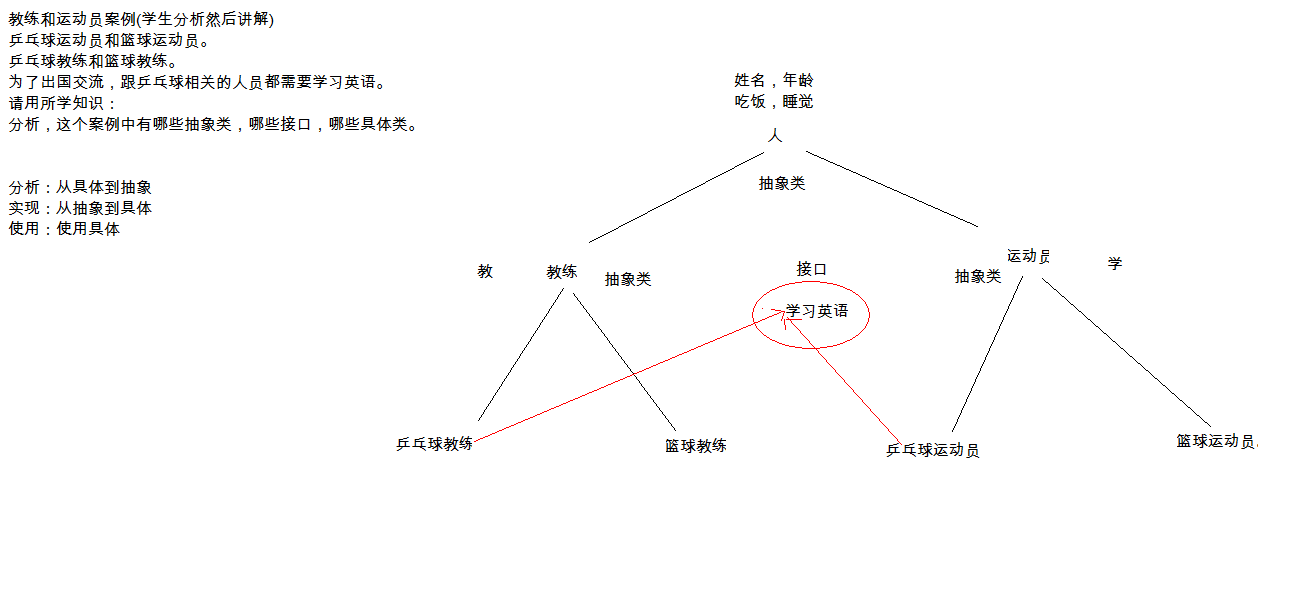 教练和运动员案例(学生分析然后讲解)
乒乓球运动员和篮球运动员。
乒乓球教练和篮球教练。
为了出国交流，跟乒乓球相关的人员都需要学习英语。
请用所学知识：
分析，这个案例中有哪些抽象类，哪些接口，哪些具体类。
分析：从具体到抽象
实现：从抽象到具体
使用：使用具体
姓名，年龄
吃饭，睡觉
人
抽象类
教
教练
抽象类
接口
学习英语
抽象类
运动员
学
乒乓球教练
篮球教练
乒乓球运动员
篮球运动员.